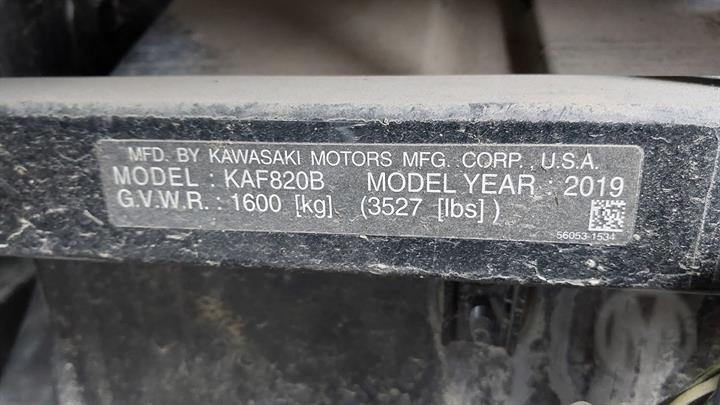 MFD. BY KAWASAKI MOTORS MFG. CORP., U.S.A.
MODEL : KAF820B MODEL YEAR : 2019
G.V.W.R. : 1600 [kg] (3527 [lbs] )
56053-1534